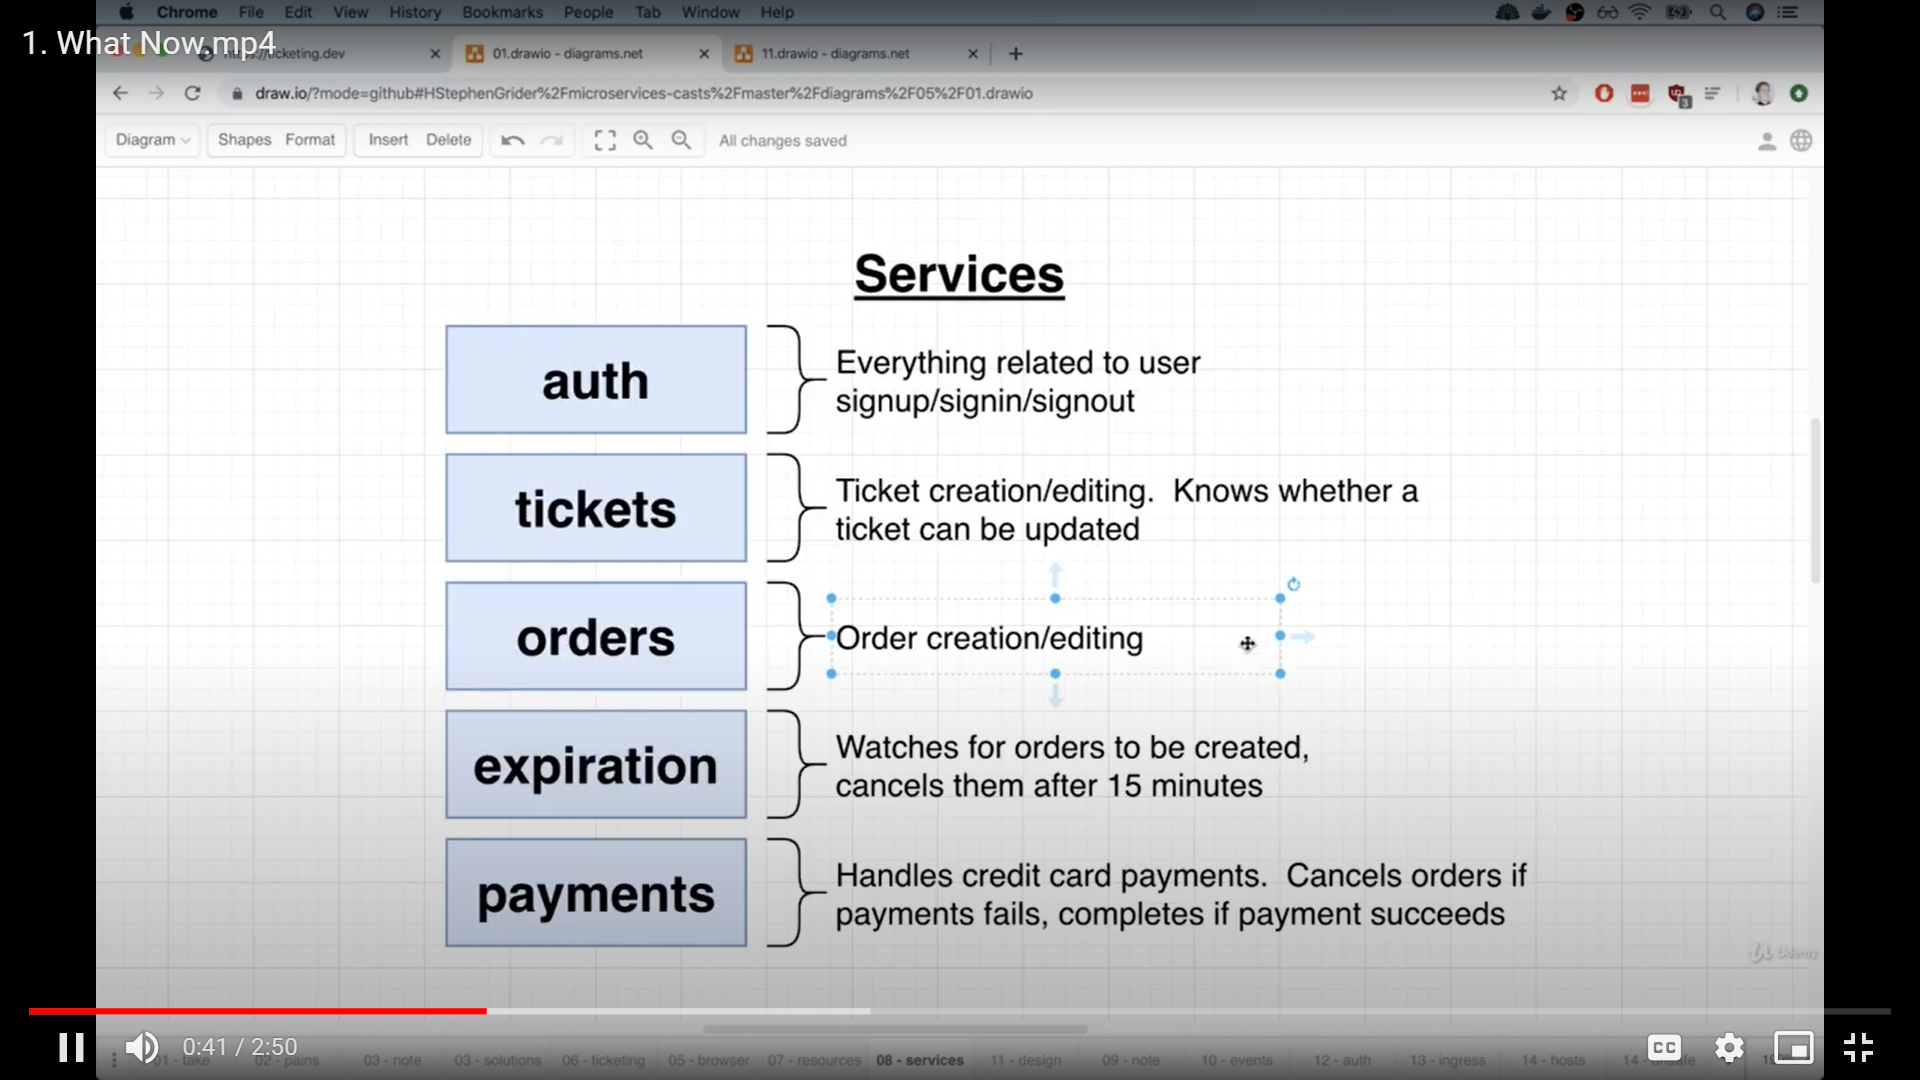 Chrome File Edit View History Bookmarks People Tab Window Help
1. What Now.mp4
ticketing.dev
01.drawio - diagrams.net
11.drawio - diagrams.net
draw.io/?mode=github#HStephenGrider%2Fmicroservices-casts%2Fmaster%2Fdiagrams%2F05%2F01.drawio
3
Diagram Shapes Format Insert Delete All changes saved
Services
auth
Everything related to user
signup/signin/signout
tickets
Ticket creation/editing. Knows whether a
ticket can be updated
orders
Order creation/editing
expiration
Watches for orders to be created,
cancels them after 15 minutes
payments
Handles credit card payments. Cancels orders if
payments fails, completes if payment succeeds
Udemy
0:41 / 2:50
CC
01 - take 02 - pains 03 - note 03 - solutions 06 - ticketing 05 - browser 07 - resources 08 - services 11 - design 09 - note 10 - events 12 - auth 13 - ingress 14 - hosts 14 -